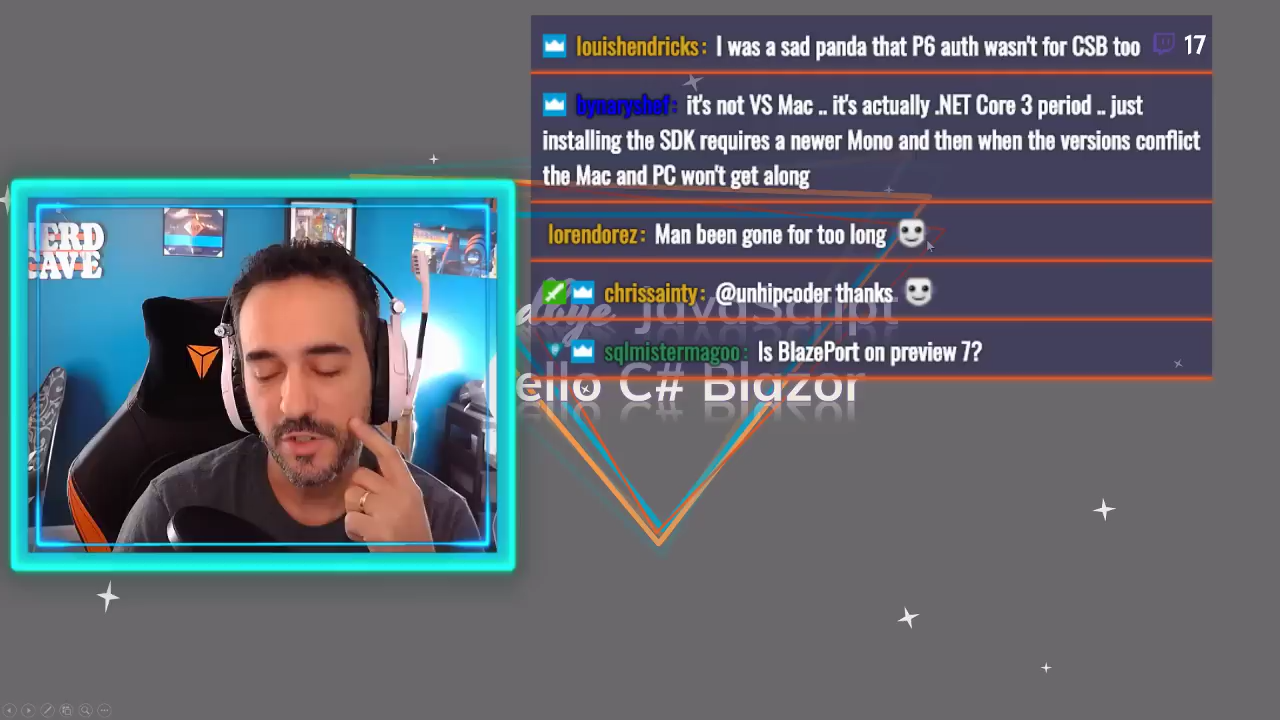 louishendricks: I was a sad panda that P6 auth wasn't for CSB too 17
bynaryshef: it's not VS Mac .. it's actually .NET Core 3 period .. just
installing the SDK requires a newer Mono and then when the versions conflict
the Mac and PC won't get along
lorendorez: Man been gone for too long
chrissainty: @unhipcoder thanks
JavaScript
sqlmistermagoo: Is BlazePort on preview 7?
ello C# Blazor
ERD
CAVE